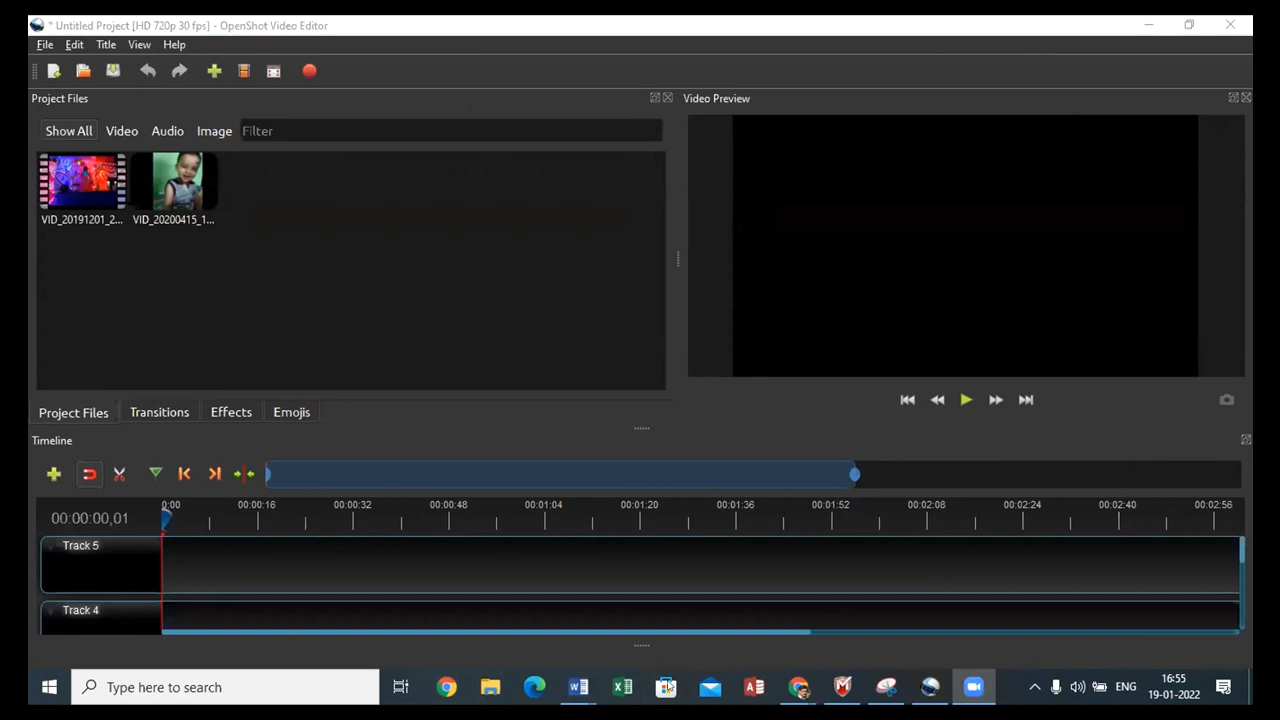 * Untitled Project [HD 720p 30 fps] - OpenShot Video Editor
File Edit Title View Help
Project Files
Video Preview
Show All Video Audio Image Filter
VID_20191201_2... VID_20200415_1...
Project Files Transitions Effects Emojis
Timeline
0:00 00:00:16 00:00:32 00:00:48 00:01:04 00:01:20 00:01:36 00:01:52 00:02:08 00:02:24 00:02:40 00:02:56
00:00:00,01
Track 5
Track 4
Type here to search
ENG
16:55
19-01-2022